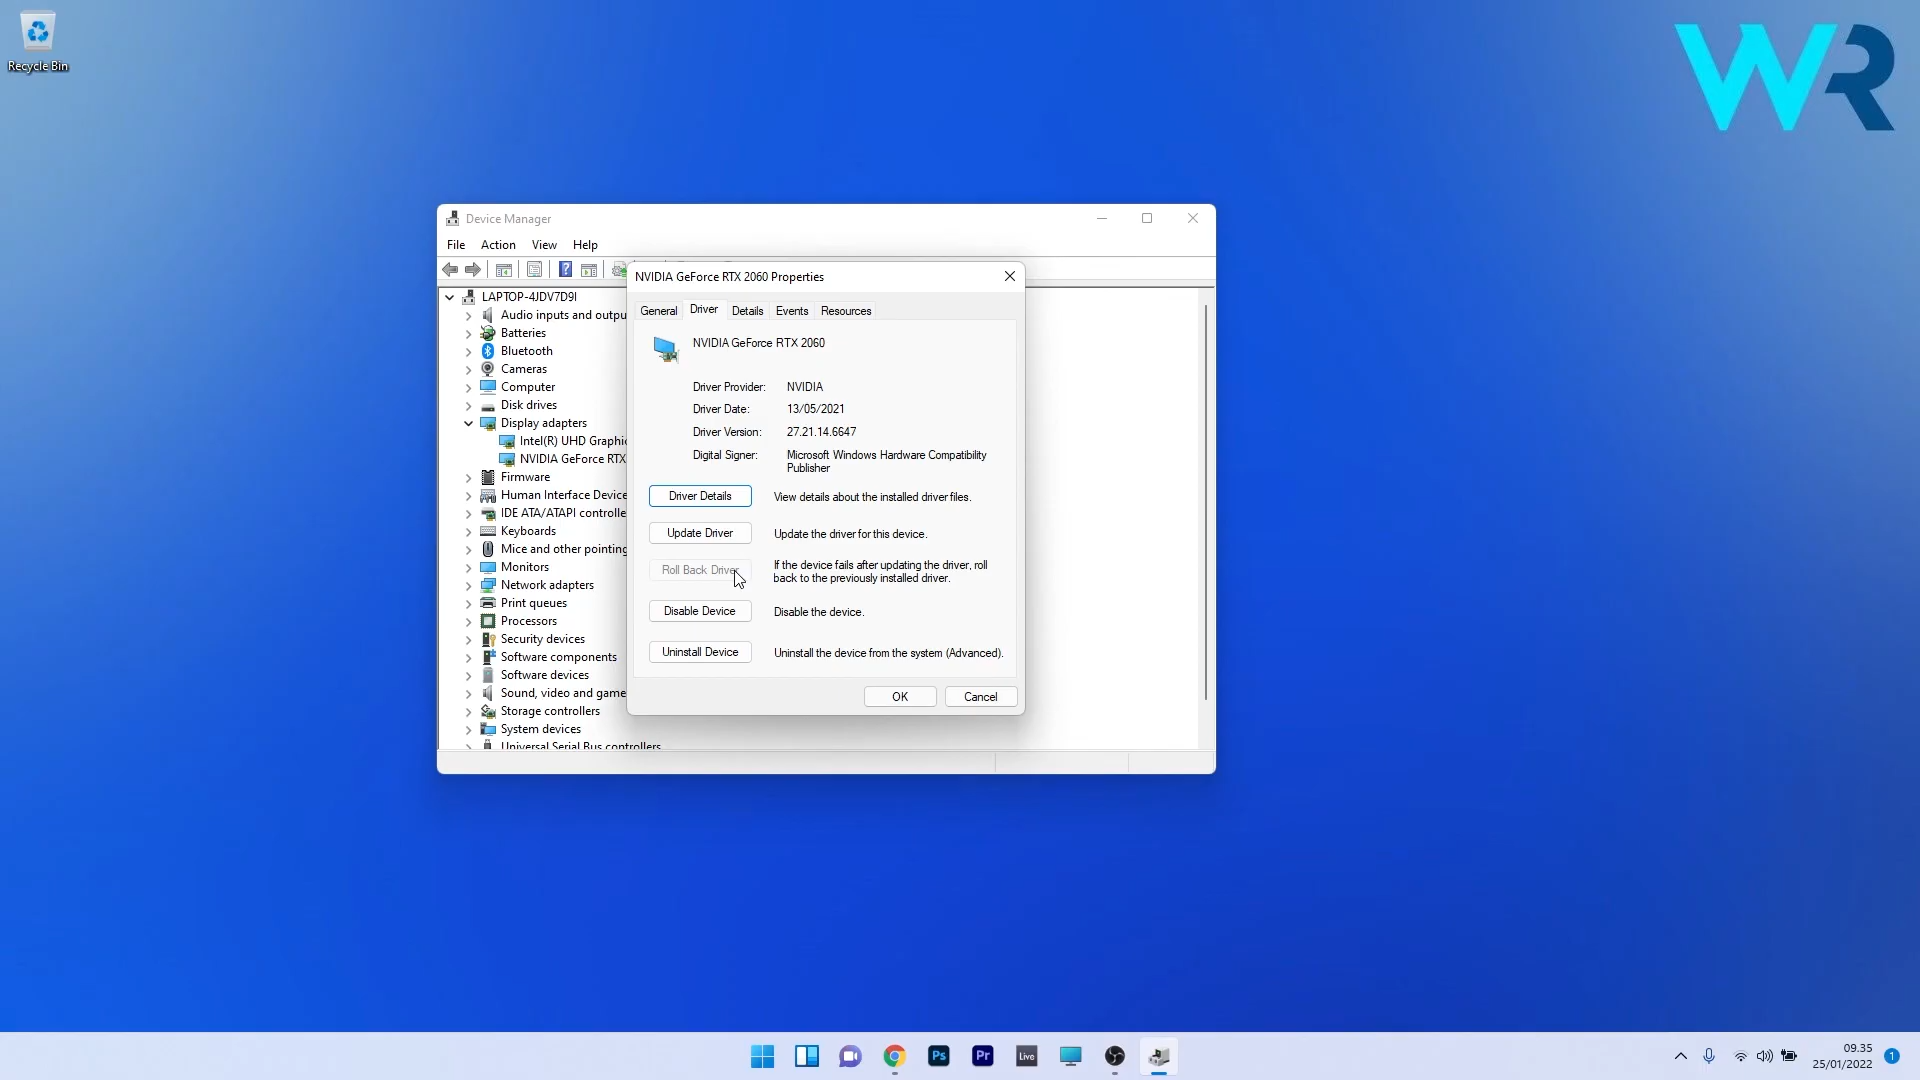 Recycle Bin
WR
Device Manager
File Action View Help
LAPTOP-4JDV7D9I
Audio inputs and outpu
Batteries
Bluetooth
Cameras
Computer
Disk drives
Display adapters
Intel(R) UHD Graphic
NVIDIA GeForce RTX
Firmware
Human Interface Device
IDE ATA/ATAPI controlle
Keyboards
Mice and other pointing
Monitors
Network adapters
Print queues
Processors
Security devices
Software components
Software devices
Sound, video and game
Storage controllers
System devices
Universal Serial Bus controllers
NVIDIA GeForce RTX 2060 Properties
General Driver Details Events Resources
NVIDIA GeForce RTX 2060
Driver Provider: NVIDIA
Driver Date: 13/05/2021
Driver Version: 27.21.14.6647
Digital Signer: Microsoft Windows Hardware Compatibility
Publisher
Driver Details View details about the installed driver files.
Update Driver Update the driver for this device.
Roll Back Driver If the device fails after updating the driver, roll
back to the previously installed driver.
Disable Device Disable the device.
Uninstall Device Uninstall the device from the system (Advanced).
OK Cancel
Ps Pr Live
09.35
25/01/2022
1